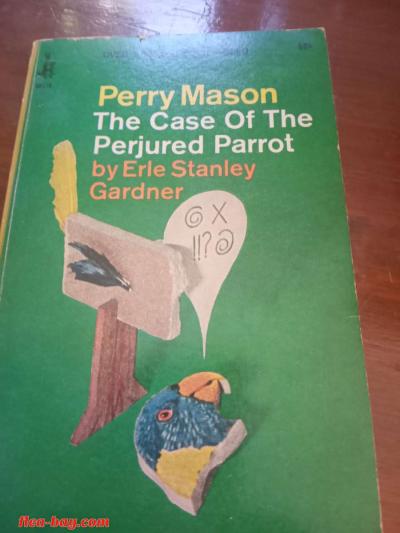 Perry Mason
The Case Of The
Perjured Parrot
by Erle Stanley
Gardner
@ X
!!?@
flea-bay.com